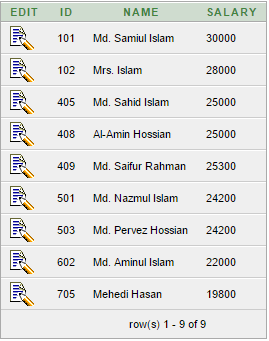 EDIT ID NAME SALARY
101 Md. Samiul Islam 30000
102 Mrs. Islam 28000
405 Md. Sahid Islam 25000
408 Al-Amin Hossian 25000
409 Md. Saifur Rahman 25300
501 Md. Nazmul Islam 24200
503 Md. Pervez Hossian 24200
602 Md. Aminul Islam 22000
705 Mehedi Hasan 19800
row(s) 1 - 9 of 9